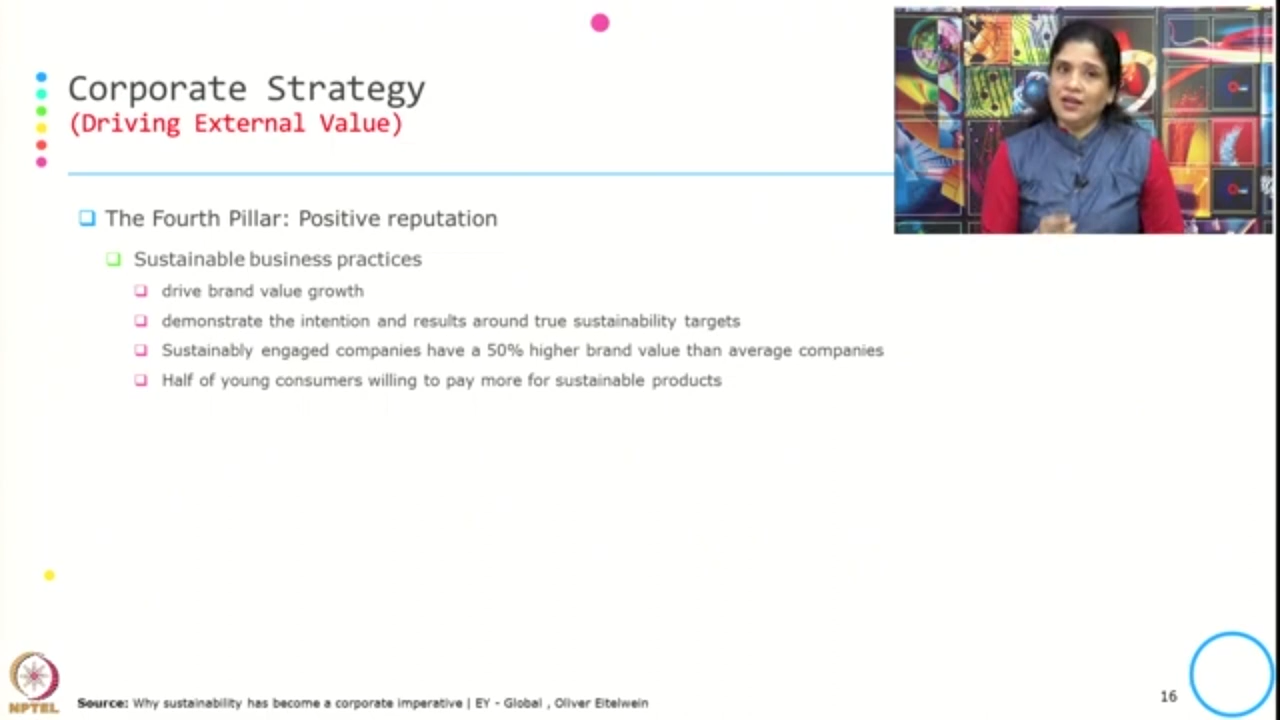 Corporate Strategy
(Driving External Value)
The Fourth Pillar: Positive reputation
Sustainable business practices
drive brand value growth
demonstrate the intention and results around true sustainability targets
Sustainably engaged companies have a 50% higher brand value than average companies
Half of young consumers willing to pay more for sustainable products
NPTEL
Source: Why sustainability has become a corporate imperative | EY - Global , Oliver Eitelwein
16